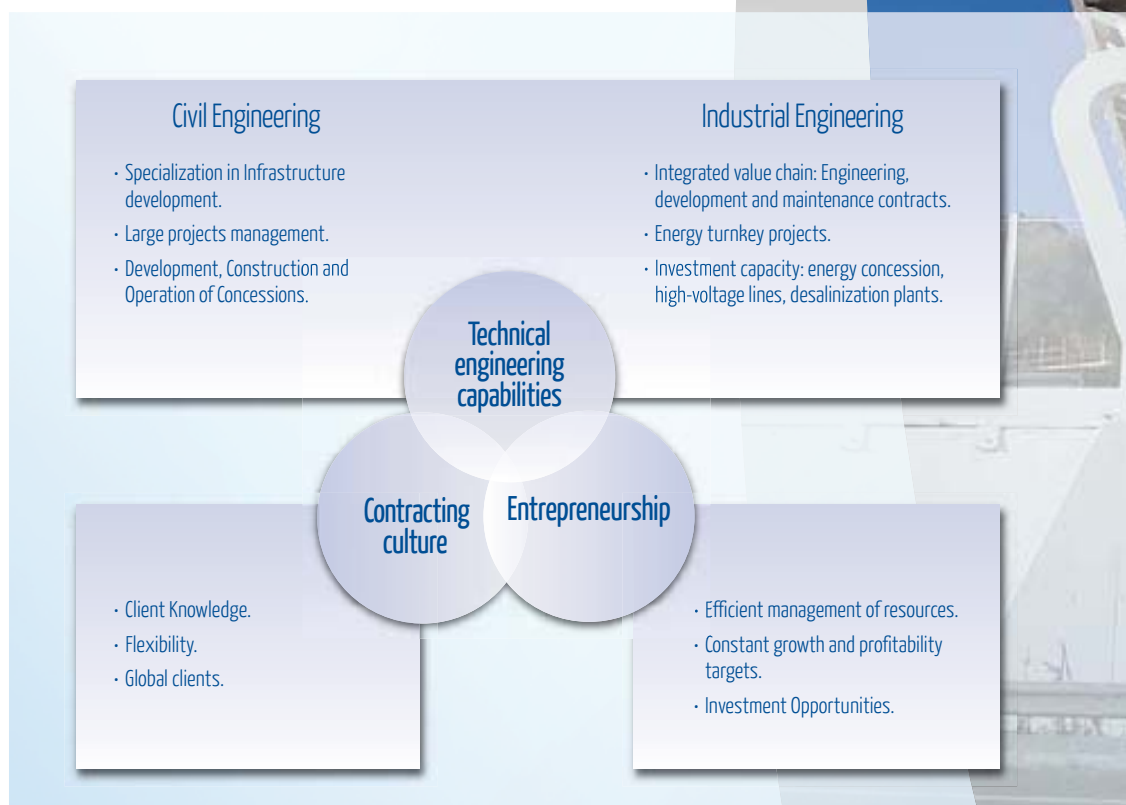 Civil Engineering
· Specialization in Infrastructure
development.
· Large projects management.
· Development, Construction and
Operation of Concessions.
Industrial Engineering
· Integrated value chain: Engineering,
development and maintenance contracts.
· Energy turnkey projects.
· Investment capacity: energy concession,
high-voltage lines, desalinization plants.
Technical
engineering
capabilities
Contracting
culture
Entrepreneurship
· Client Knowledge.
· Flexibility.
· Global clients.
· Efficient management of resources.
· Constant growth and profitability
targets.
· Investment Opportunities.